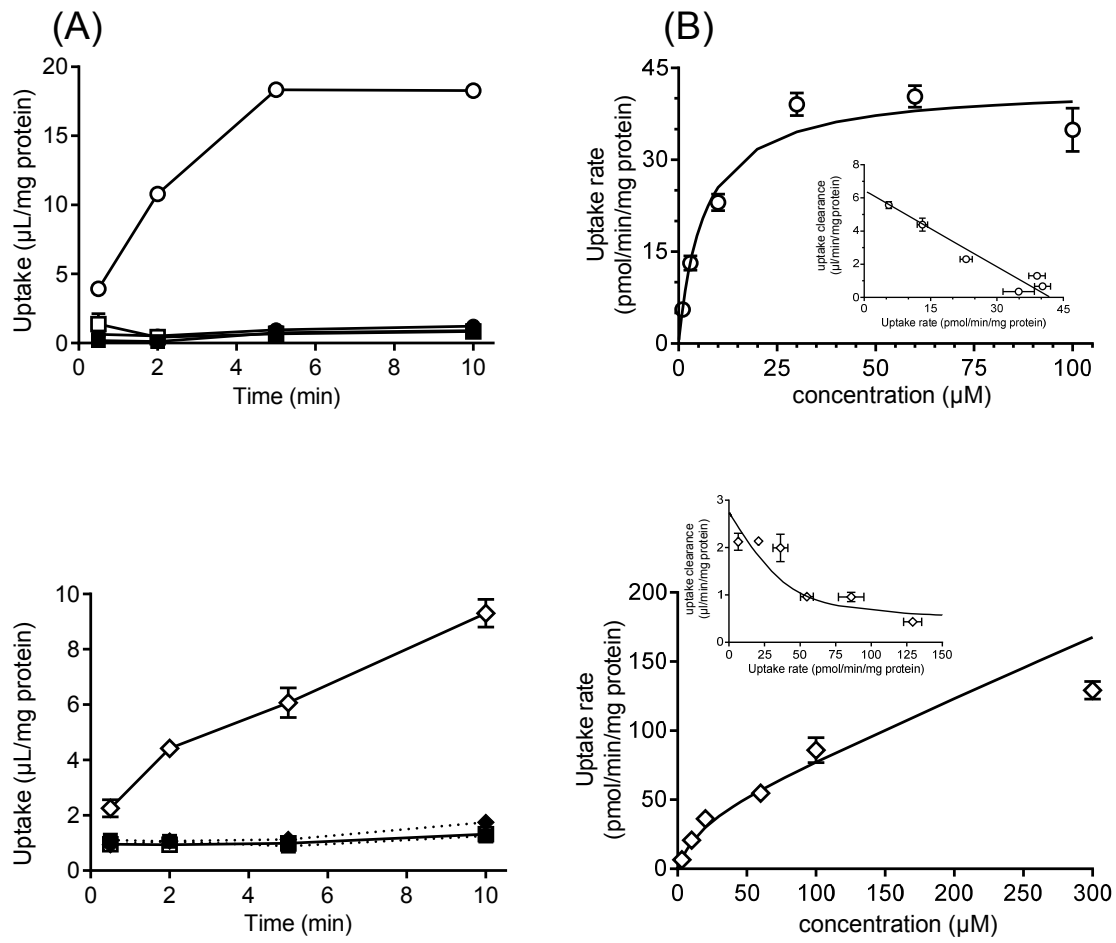 (A)
(B)
Uptake (µL/mg protein)
20
15
10
5
0
0 2 4 6 8 10
Time (min)
Uptake rate
(pmol/min/mg protein)
45
30
15
0
0 25 50 75 100
concentration (µM)
uptake clearance
(µl/min/mg protein)
8
6
4
2
0
0 15 30 45
Uptake rate (pmol/min/mg protein)
Uptake (µL/mg protein)
10
8
6
4
2
0
0 2 4 6 8 10
Time (min)
uptake clearance
(µl/min/mg protein)
3
2
1
0
0 25 50 75 100 125 150
Uptake rate (pmol/min/mg protein)
Uptake rate
(pmol/min/mg protein)
200
150
100
50
0
0 50 100 150 200 250 300
concentration (µM)